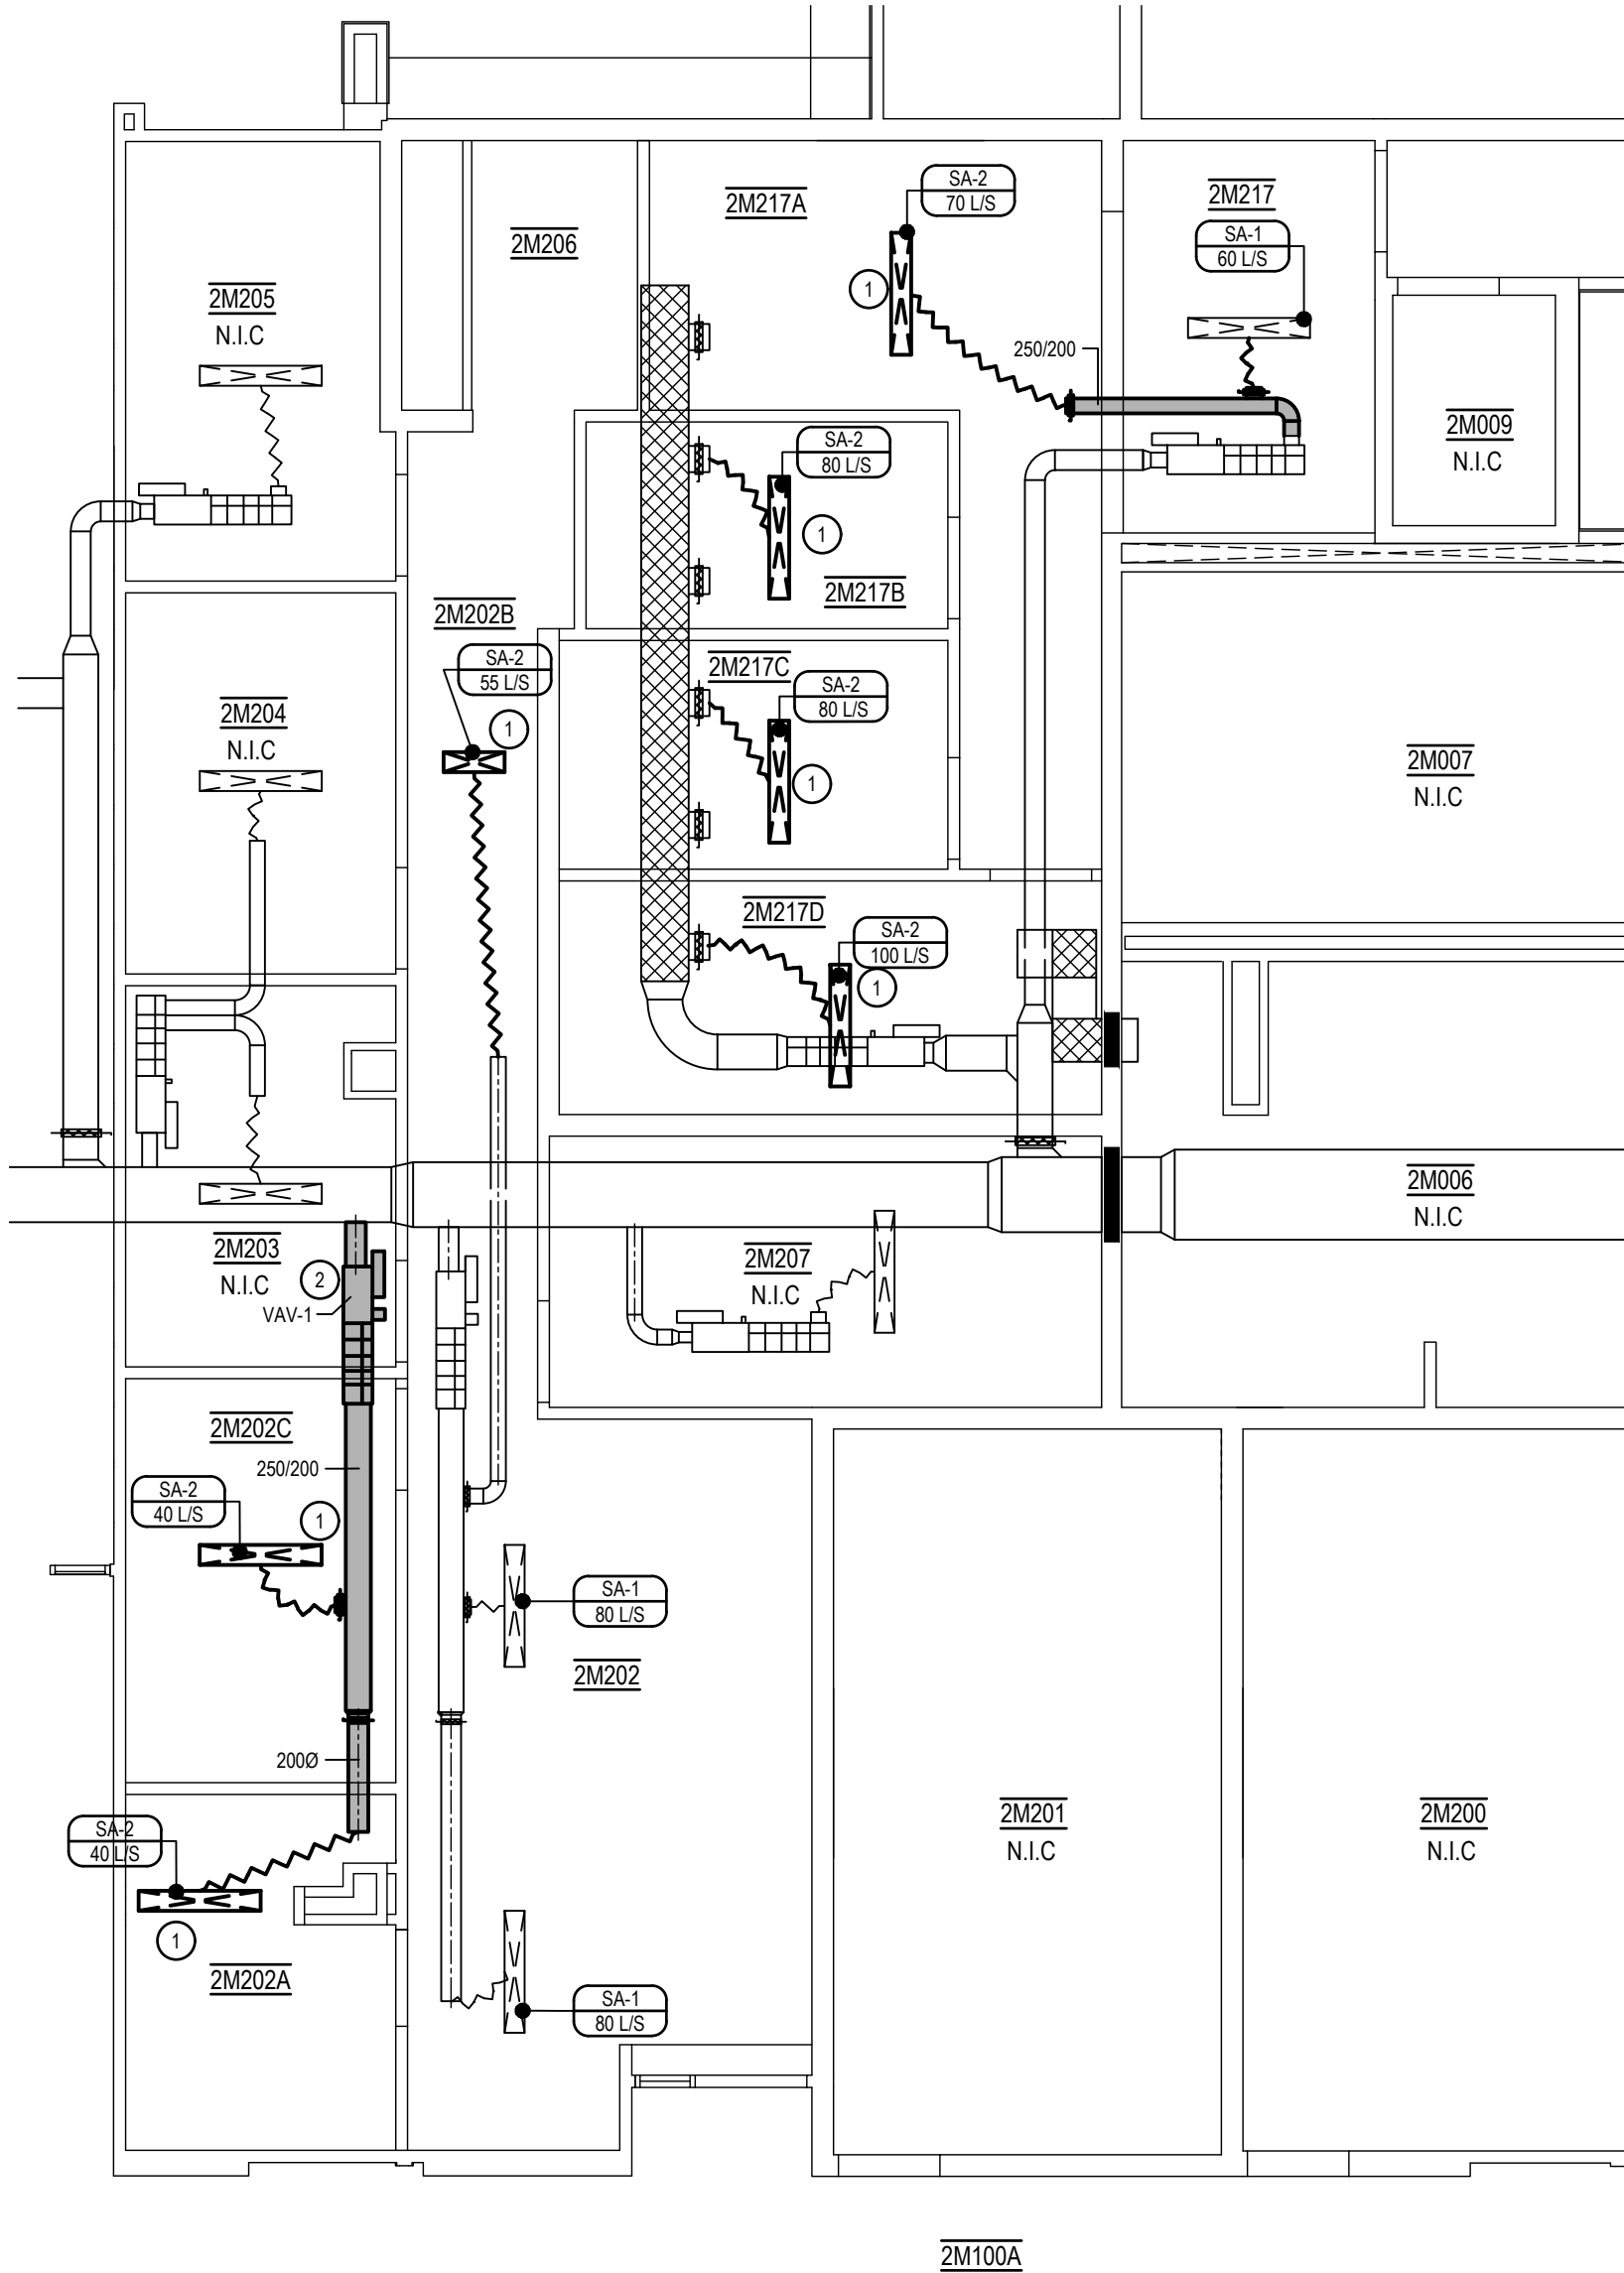 2M217A
SA-2
70 L/S
2M217
SA-1
60 L/S
2M206
1
2M205
N.I.C
250/200
2M009
N.I.C
SA-2
80 L/S
1
2M217B
2M202B
SA-2
55 L/S
1
2M217C
SA-2
80 L/S
1
2M204
N.I.C
2M007
N.I.C
2M217D
SA-2
100 L/S
1
2M006
N.I.C
2M203
N.I.C
2
VAV-1
2M207
N.I.C
2M202C
250/200
SA-2
40 L/S
1
SA-1
80 L/S
2M202
200Ø
SA-2
40 L/S
1
2M202A
SA-1
80 L/S
2M201
N.I.C
2M200
N.I.C
2M100A